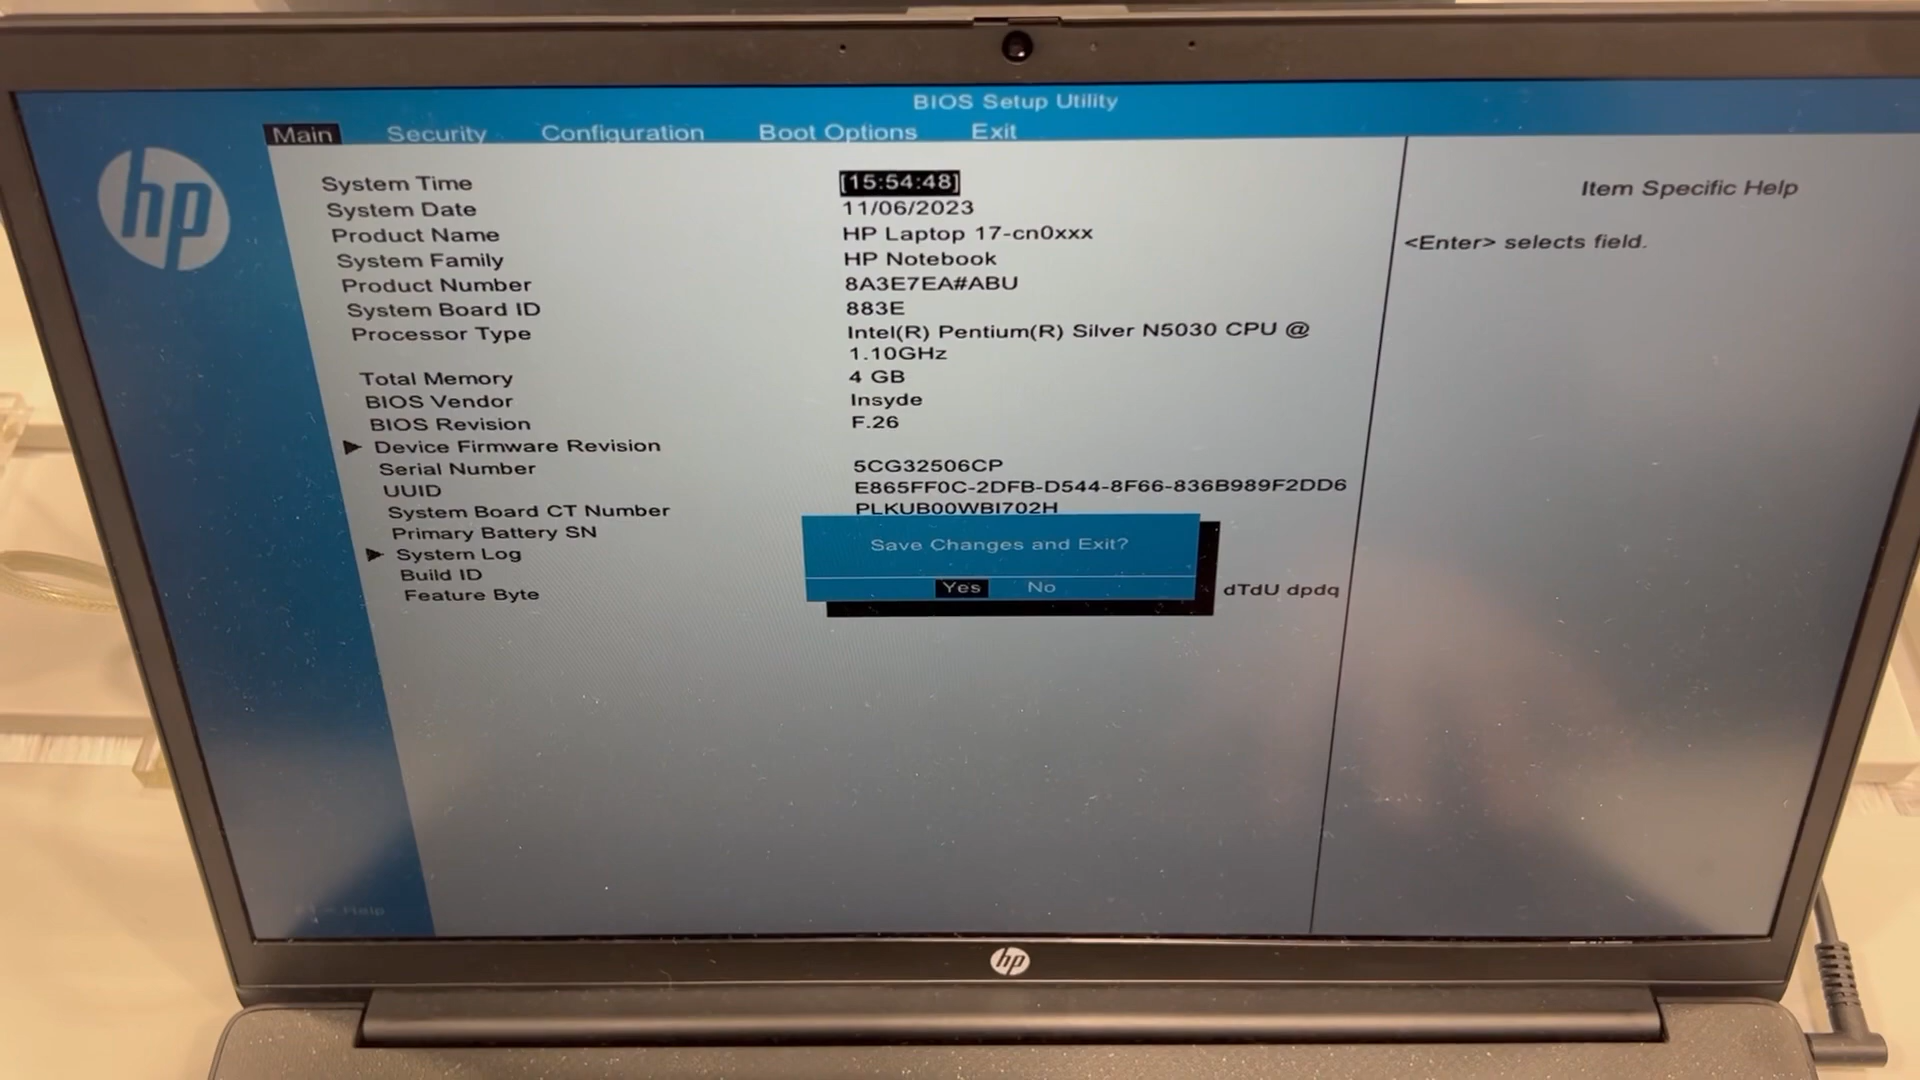 BIOS Setup Utility
Main Security Configuration Boot Options Exit
hp
System Time [15:54:48]
System Date 11/06/2023
Product Name HP Laptop 17-cn0xxx
System Family HP Notebook
Product Number 8A3E7EA#ABU
System Board ID 883E
Processor Type Intel(R) Pentium(R) Silver N5030 CPU @
1.10GHz
Total Memory 4 GB
BIOS Vendor Insyde
BIOS Revision F.26
Device Firmware Revision
Serial Number 5CG32506CP
UUID E865FF0C-2DFB-D544-8F66-836B989F2DD6
System Board CT Number PLKUB00WBI702H
Primary Battery SN
System Log
Build ID
Feature Byte dTdU dpdq
Save Changes and Exit?
Yes No
Item Specific Help
<Enter> selects field.
Help
hp